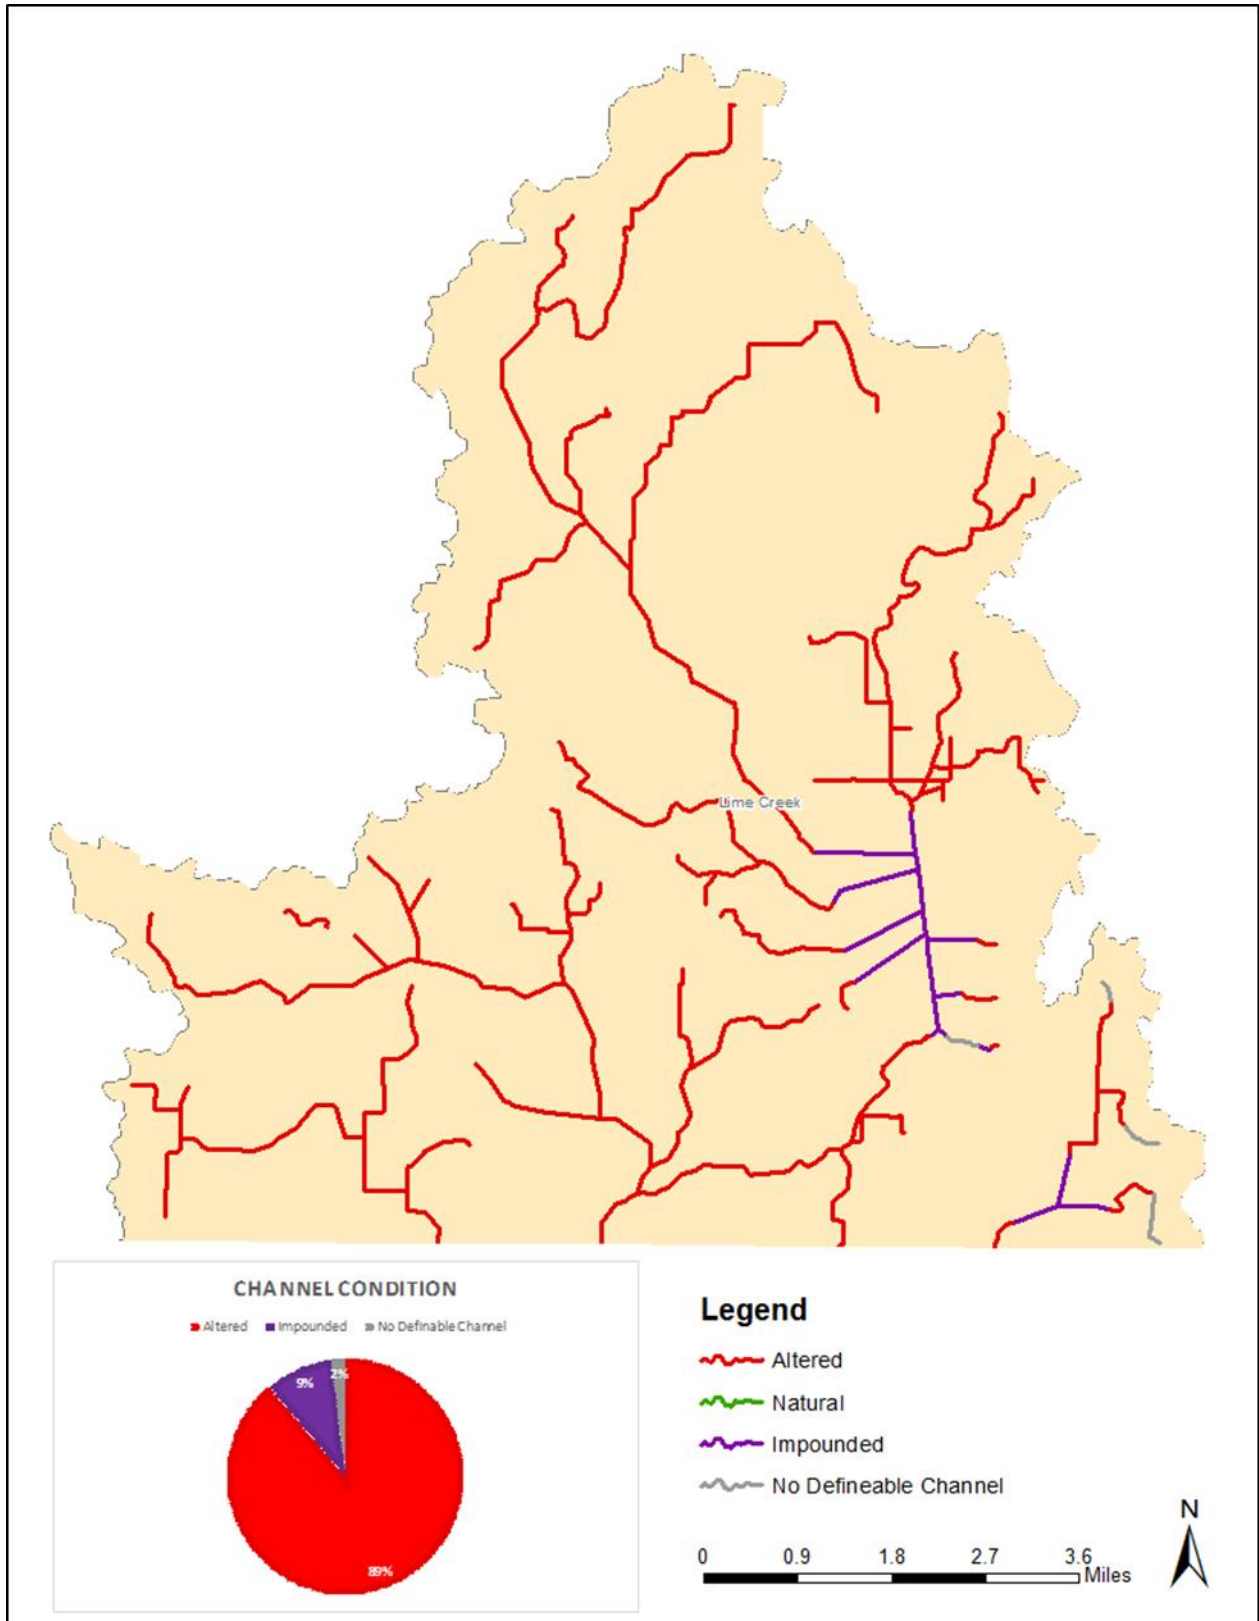 Lime Creek
CHANNEL CONDITION
Altered Impounded No Definable Channel
9% 2%
89%
Legend
Altered
Natural
Impounded
No Defineable Channel
N
0 0.9 1.8 2.7 3.6
Miles